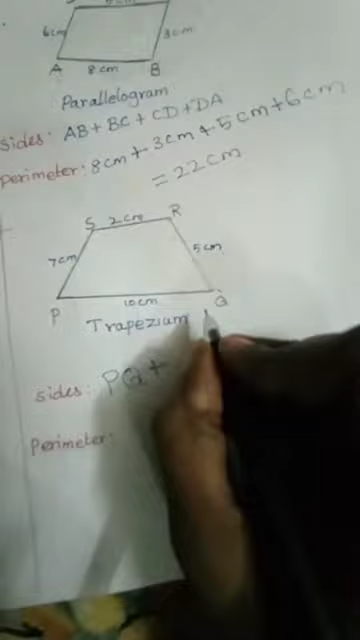 6cm 3cm
A 8cm B
Parallelogram
Sides: AB + BC + CD + DA
Perimeter: 8cm + 3cm + 5cm + 6cm
= 22cm
S 2cm R
7cm 5cm
P 10cm Q
Trapezium
sides: PQ +
Perimeter: